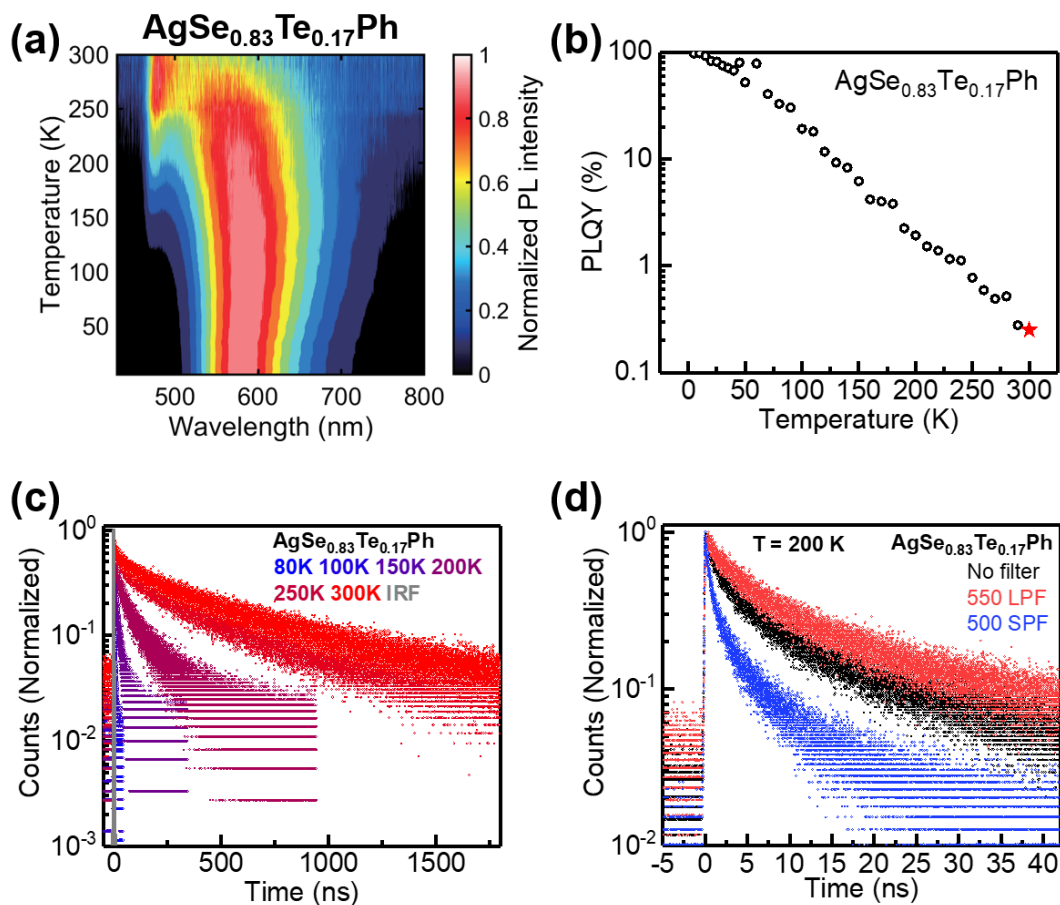 (a)
AgSe0.83Te0.17Ph
300
250
200
150
100
50
Temperature (K)
500 600 700 800
Wavelength (nm)
1
0.8
0.6
0.4
0.2
0
Normalized PL intensity
(b)
AgSe0.83Te0.17Ph
100
10
1
0.1
PLQY (%)
0 50 100 150 200 250 300
Temperature (K)
(c)
AgSe0.83Te0.17Ph
80K 100K 150K 200K
250K 300K IRF
10^0
10^-1
10^-2
10^-3
Counts (Normalized)
0 500 1000 1500
Time (ns)
(d)
T = 200 K AgSe0.83Te0.17Ph
No filter
550 LPF
500 SPF
10^0
10^-1
10^-2
Counts (Normalized)
-5 0 5 10 15 20 25 30 35 40
Time (ns)